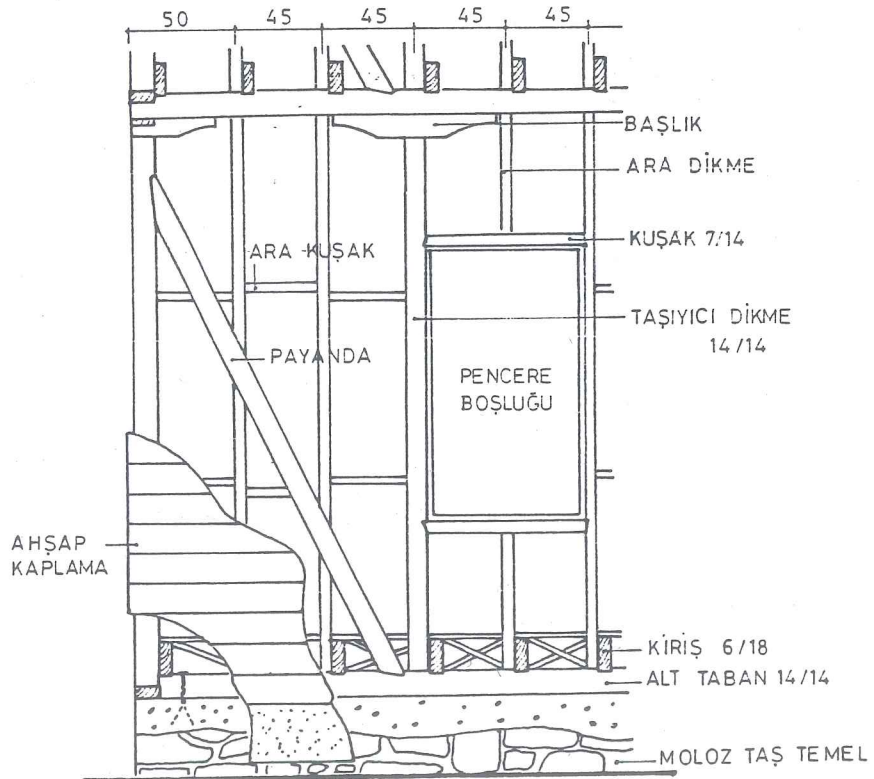 50 45 45 45 45
BAŞLIK
ARA DİKME
KUŞAK 7/14
ARA KUŞAK
TAŞIYICI DİKME
14/14
PAYANDA
PENCERE
BOŞLUĞU
AHŞAP
KAPLAMA
KİRİŞ 6/18
ALT TABAN 14/14
MOLOZ TAŞ TEMEL